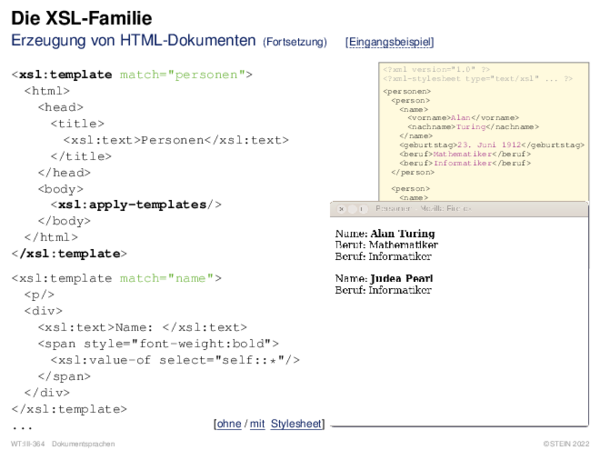 Die XSL-Familie
Erzeugung von HTML-Dokumenten (Fortsetzung) [Eingangsbeispiel]
<xsl:template match="personen">
<html>
<head>
<title>
<xsl:text>Personen</xsl:text>
</title>
</head>
<body>
<xsl:apply-templates/>
</body>
</html>
</xsl:template>
<xsl:template match="name">
<p/>
<div>
<xsl:text>Name: </xsl:text>
<span style="font-weight:bold">
<xsl:value-of select="self::*"/>
</span>
</div>
</xsl:template>
...
<?xml version="1.0" ?>
<?xml-stylesheet type="text/xsl" ... ?>
<personen>
<person>
<name>
<vorname>Alan</vorname>
<nachname>Turing</nachname>
</name>
<geburtstag>23. Juni 1912</geburtstag>
<beruf>Mathematiker</beruf>
<beruf>Informatiker</beruf>
</person>
<person>
<name>
Personen - Mozilla Firefox
Name: Alan Turing
Beruf: Mathematiker
Beruf: Informatiker
Name: Judea Pearl
Beruf: Informatiker
[ohne / mit Stylesheet]
WT:III-364 Dokumentsprachen
©STEIN 2022